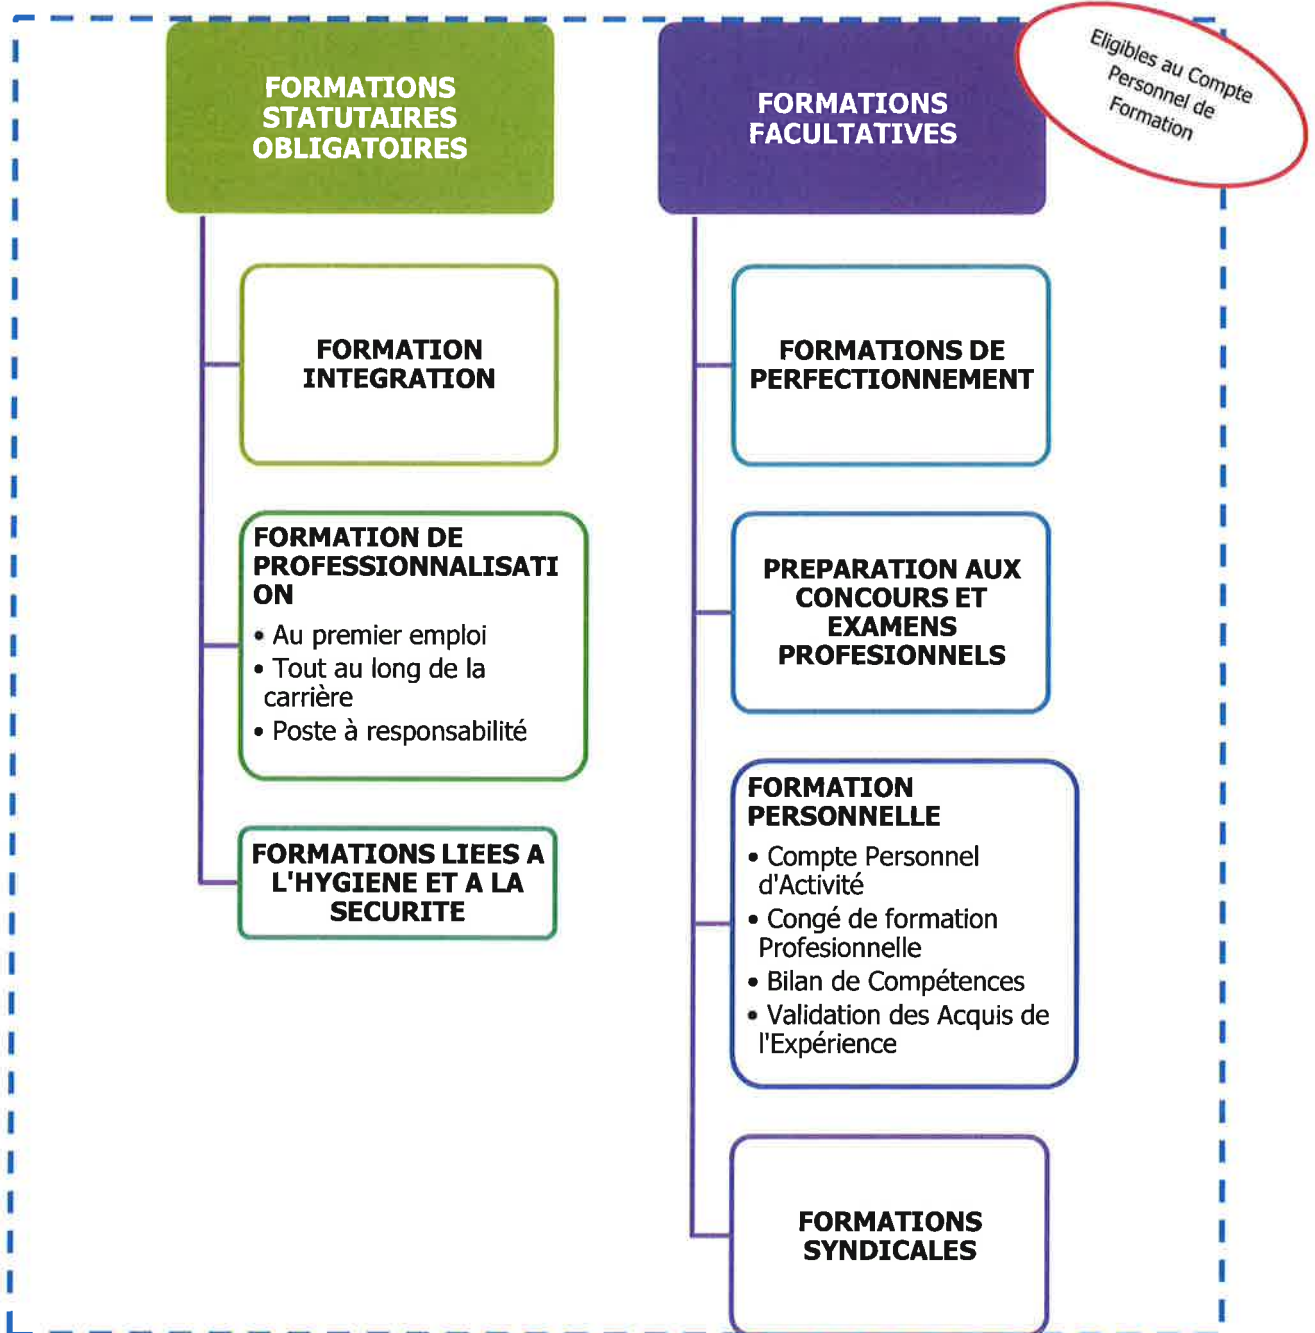 FORMATIONS
STATUTAIRES
OBLIGATOIRES
FORMATION
INTEGRATION
FORMATION DE
PROFESSIONNALISATI
ON
• Au premier emploi
• Tout au long de la
carrière
• Poste à responsabilité
FORMATIONS LIEES A
L'HYGIENE ET A LA
SECURITE
FORMATIONS
FACULTATIVES
Eligibles au Compte
Personnel de
Formation
FORMATIONS DE
PERFECTIONNEMENT
PREPARATION AUX
CONCOURS ET
EXAMENS
PROFESIONNELS
FORMATION
PERSONNELLE
• Compte Personnel
d'Activité
• Congé de formation
Profesionnelle
• Bilan de Compétences
• Validation des Acquis de
l'Expérience
FORMATIONS
SYNDICALES